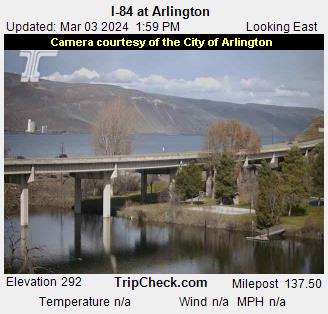 I-84 at Arlington
Updated: Mar 03 2024 1:59 PM Looking East
Camera courtesy of the City of Arlington
Elevation 292 TripCheck.com Milepost 137.50
Temperature n/a Wind n/a MPH n/a